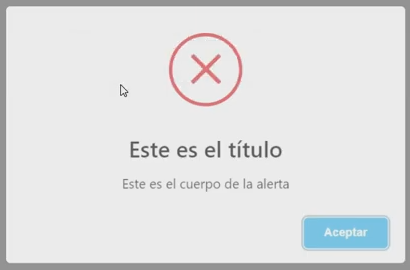 Este es el título
Este es el cuerpo de la alerta
Aceptar